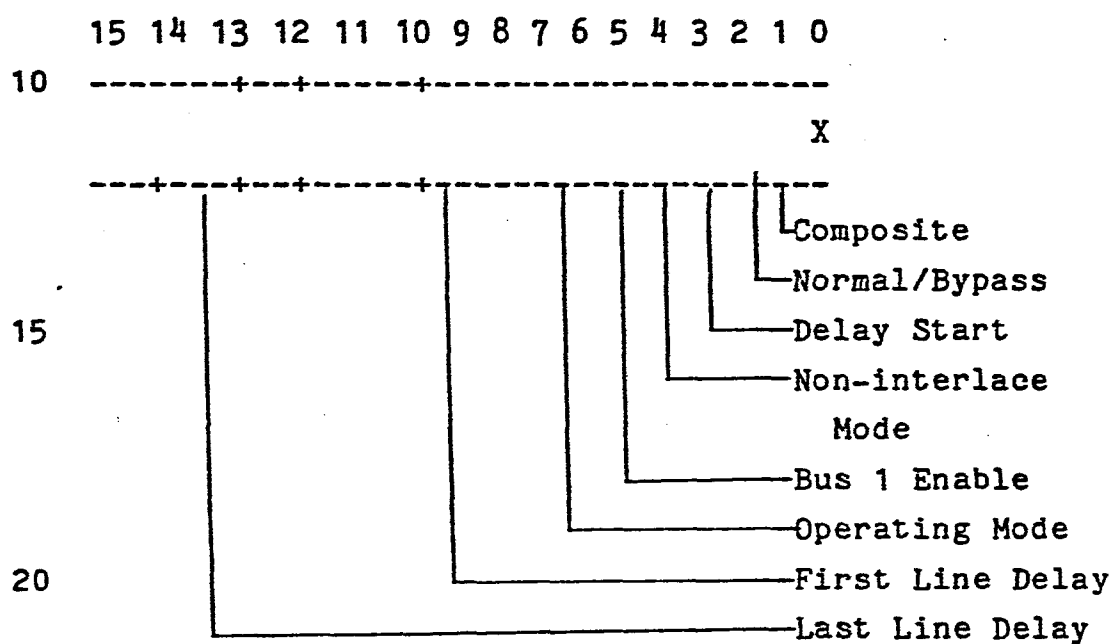 15 14 13 12 11 10 9 8 7 6 5 4 3 2 1 0
10 -------+--+-----+--------------------
X
---+---+--+-----+--------------------
Composite
Normal/Bypass
15 Delay Start
Non-interlace
Mode
Bus 1 Enable
Operating Mode
20 First Line Delay
Last Line Delay